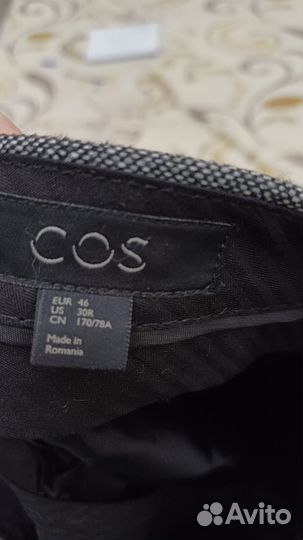 COS
EUR 46
US 30R
CN 170/78A
Made in
Romania
Avito